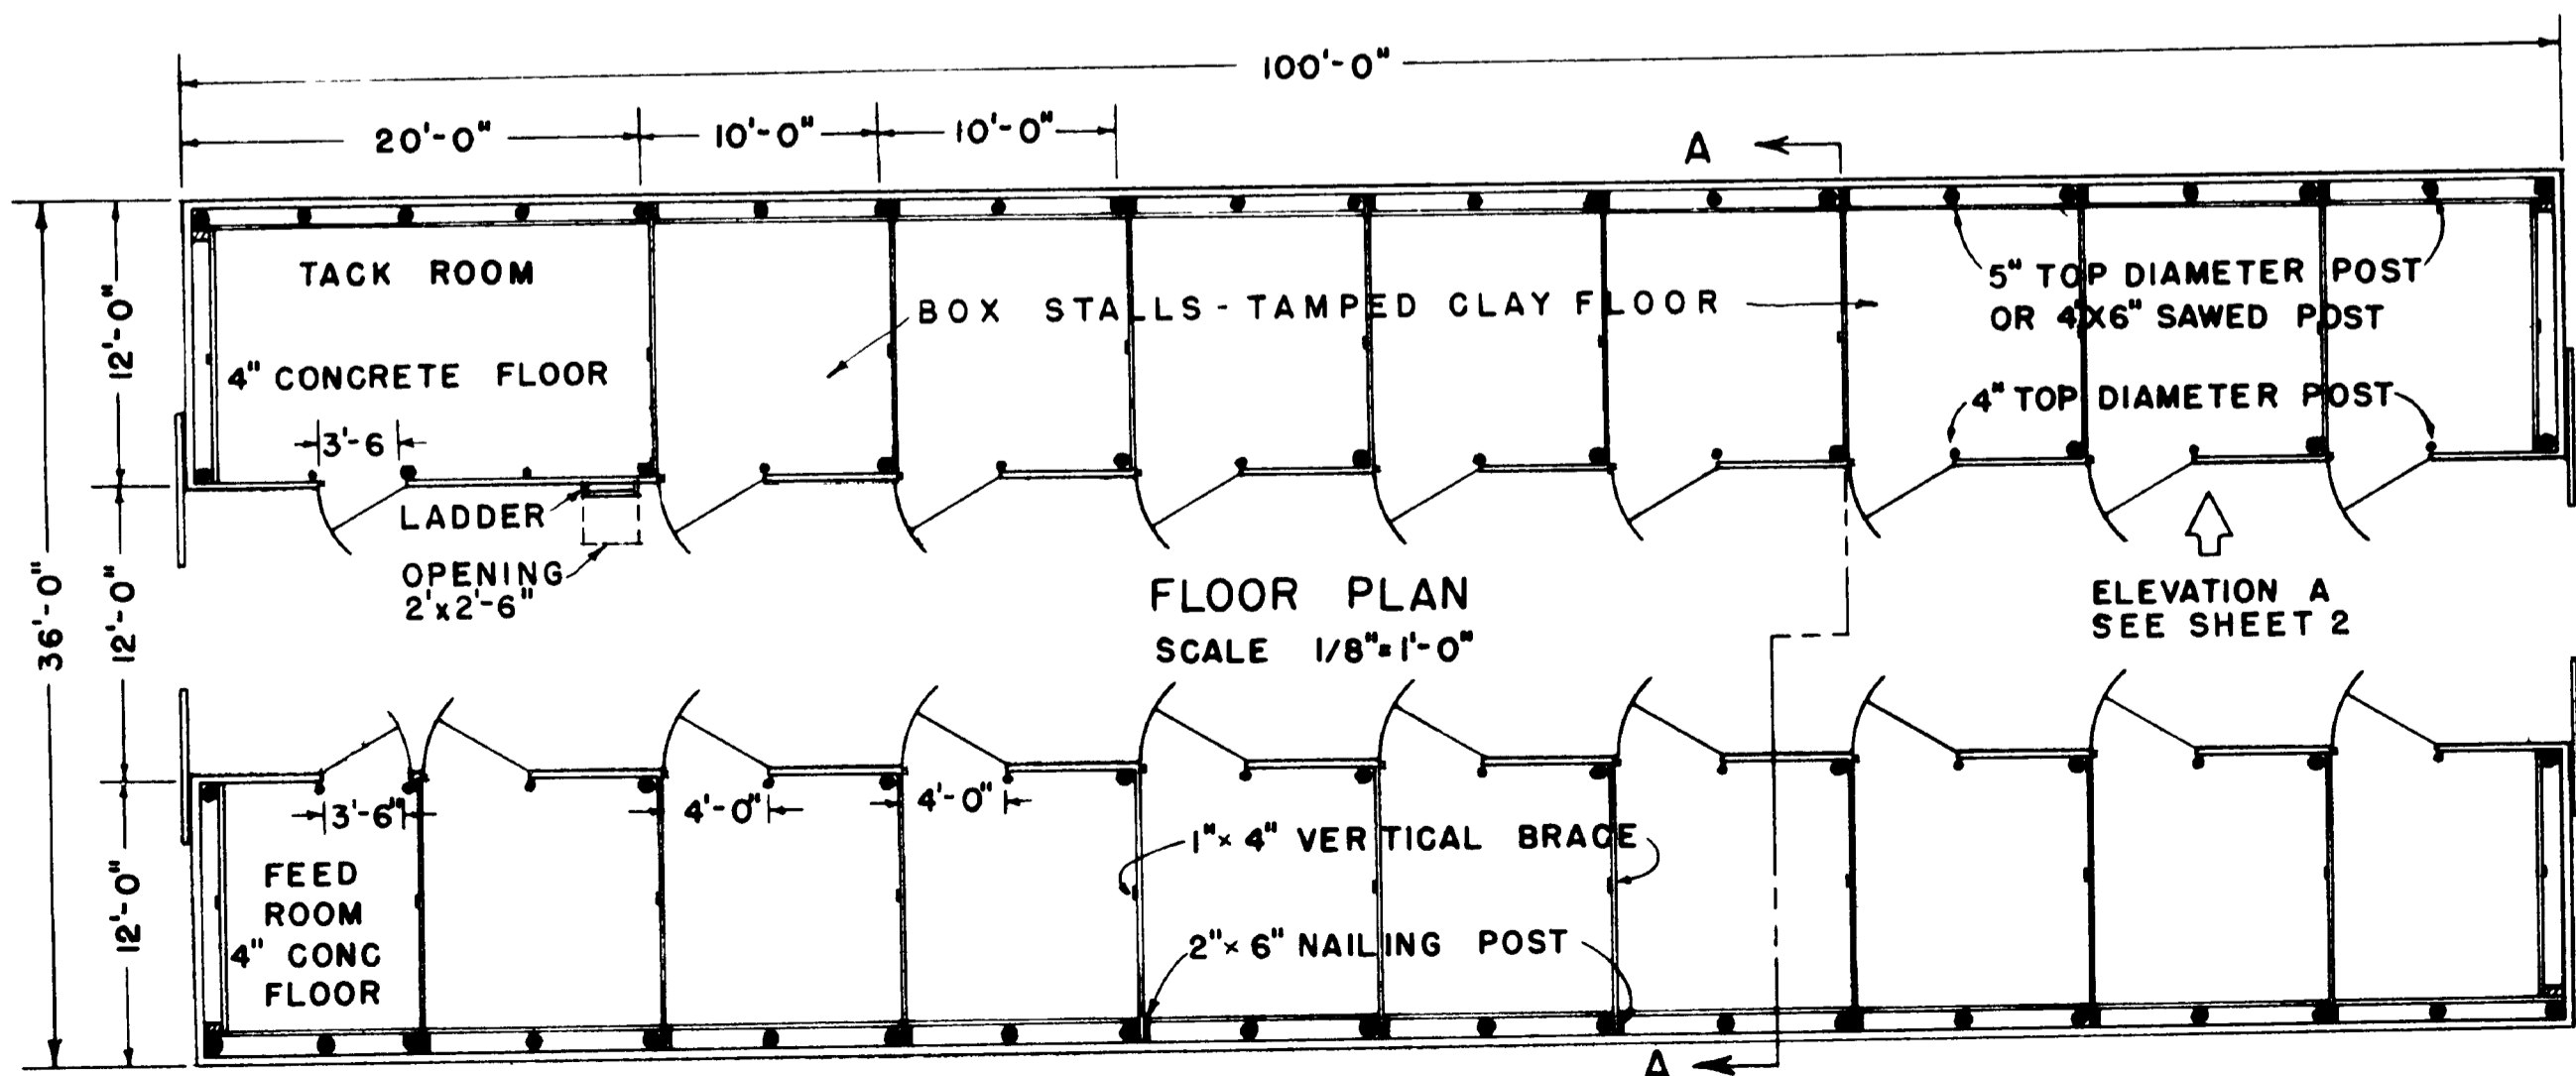 100'-0"
20'-0"
10'-0"
10'-0"
A
TACK ROOM
4" CONCRETE FLOOR
BOX STALLS - TAMPED CLAY FLOOR
5" TOP DIAMETER POST
OR 4"X6" SAWED POST
4" TOP DIAMETER POST
36'-0"
12'-0"
12'-0"
12'-0"
3'-6
LADDER
OPENING
2'x2'-6"
FLOOR PLAN
SCALE 1/8"=1'-0"
ELEVATION A
SEE SHEET 2
3'-6"
4'-0"
4'-0"
FEED
ROOM
4" CONC
FLOOR
1"x 4" VERTICAL BRACE
2"x 6" NAILING POST
A